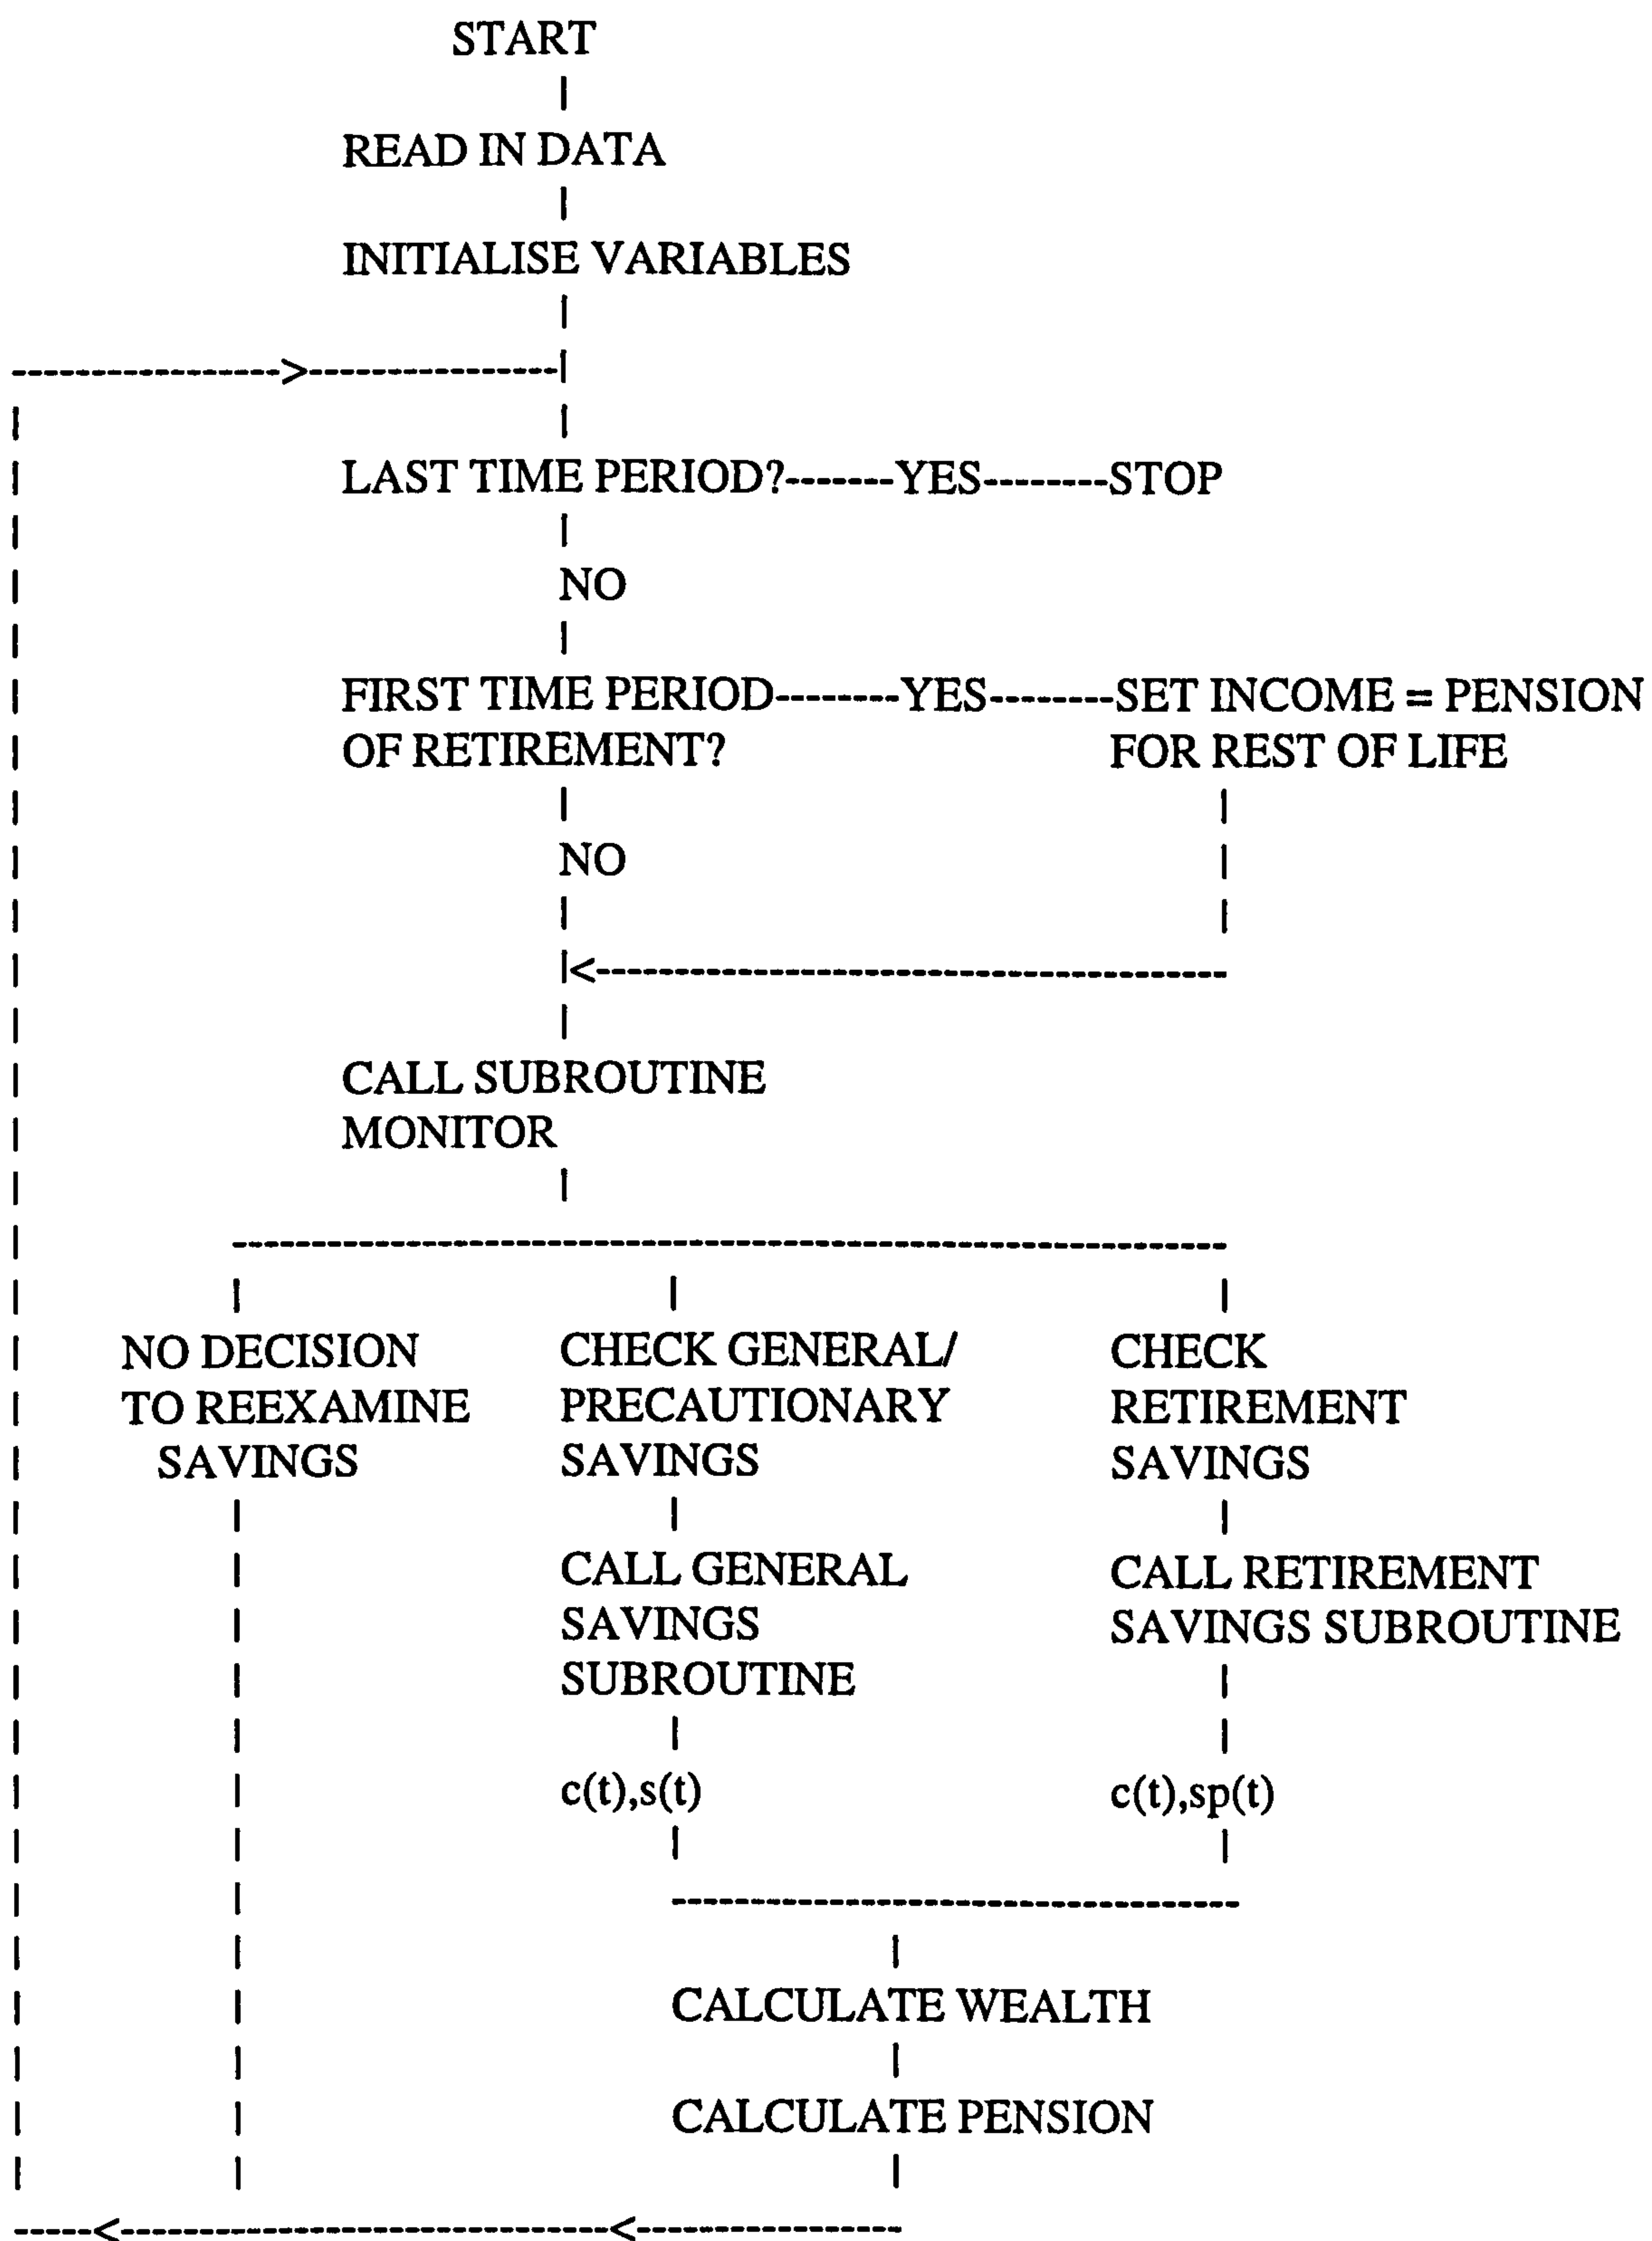 START
READ IN DATA
INITIALISE VARIABLES
LAST TIME PERIOD?-------YES--------STOP
NO
FIRST TIME PERIOD--------YES--------SET INCOME = PENSION
OF RETIREMENT? FOR REST OF LIFE
NO
CALL SUBROUTINE
MONITOR
NO DECISION
TO REEXAMINE
SAVINGS
CHECK GENERAL/
PRECAUTIONARY
SAVINGS
CHECK
RETIREMENT
SAVINGS
CALL GENERAL
SAVINGS
SUBROUTINE
CALL RETIREMENT
SAVINGS SUBROUTINE
c(t),s(t)
c(t),sp(t)
CALCULATE WEALTH
CALCULATE PENSION